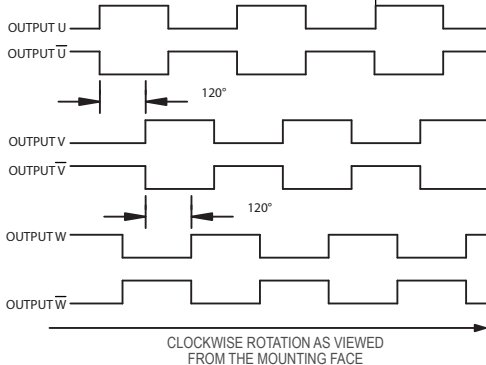 OUTPUT U
OUTPUT U̅
120°
OUTPUT V
OUTPUT V̅
120°
OUTPUT W
OUTPUT W̅
CLOCKWISE ROTATION AS VIEWED
FROM THE MOUNTING FACE